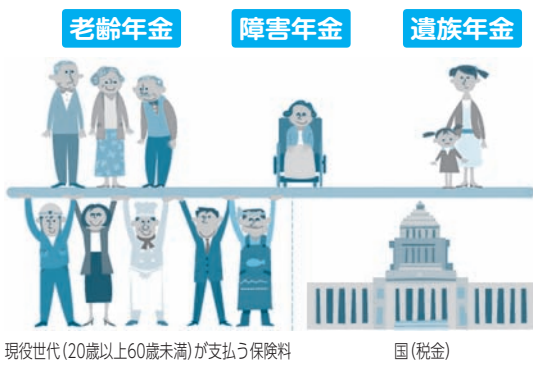 老齢年金
障害年金
遺族年金
現役世代(20歳以上60歳未満)が支払う保険料
国(税金)